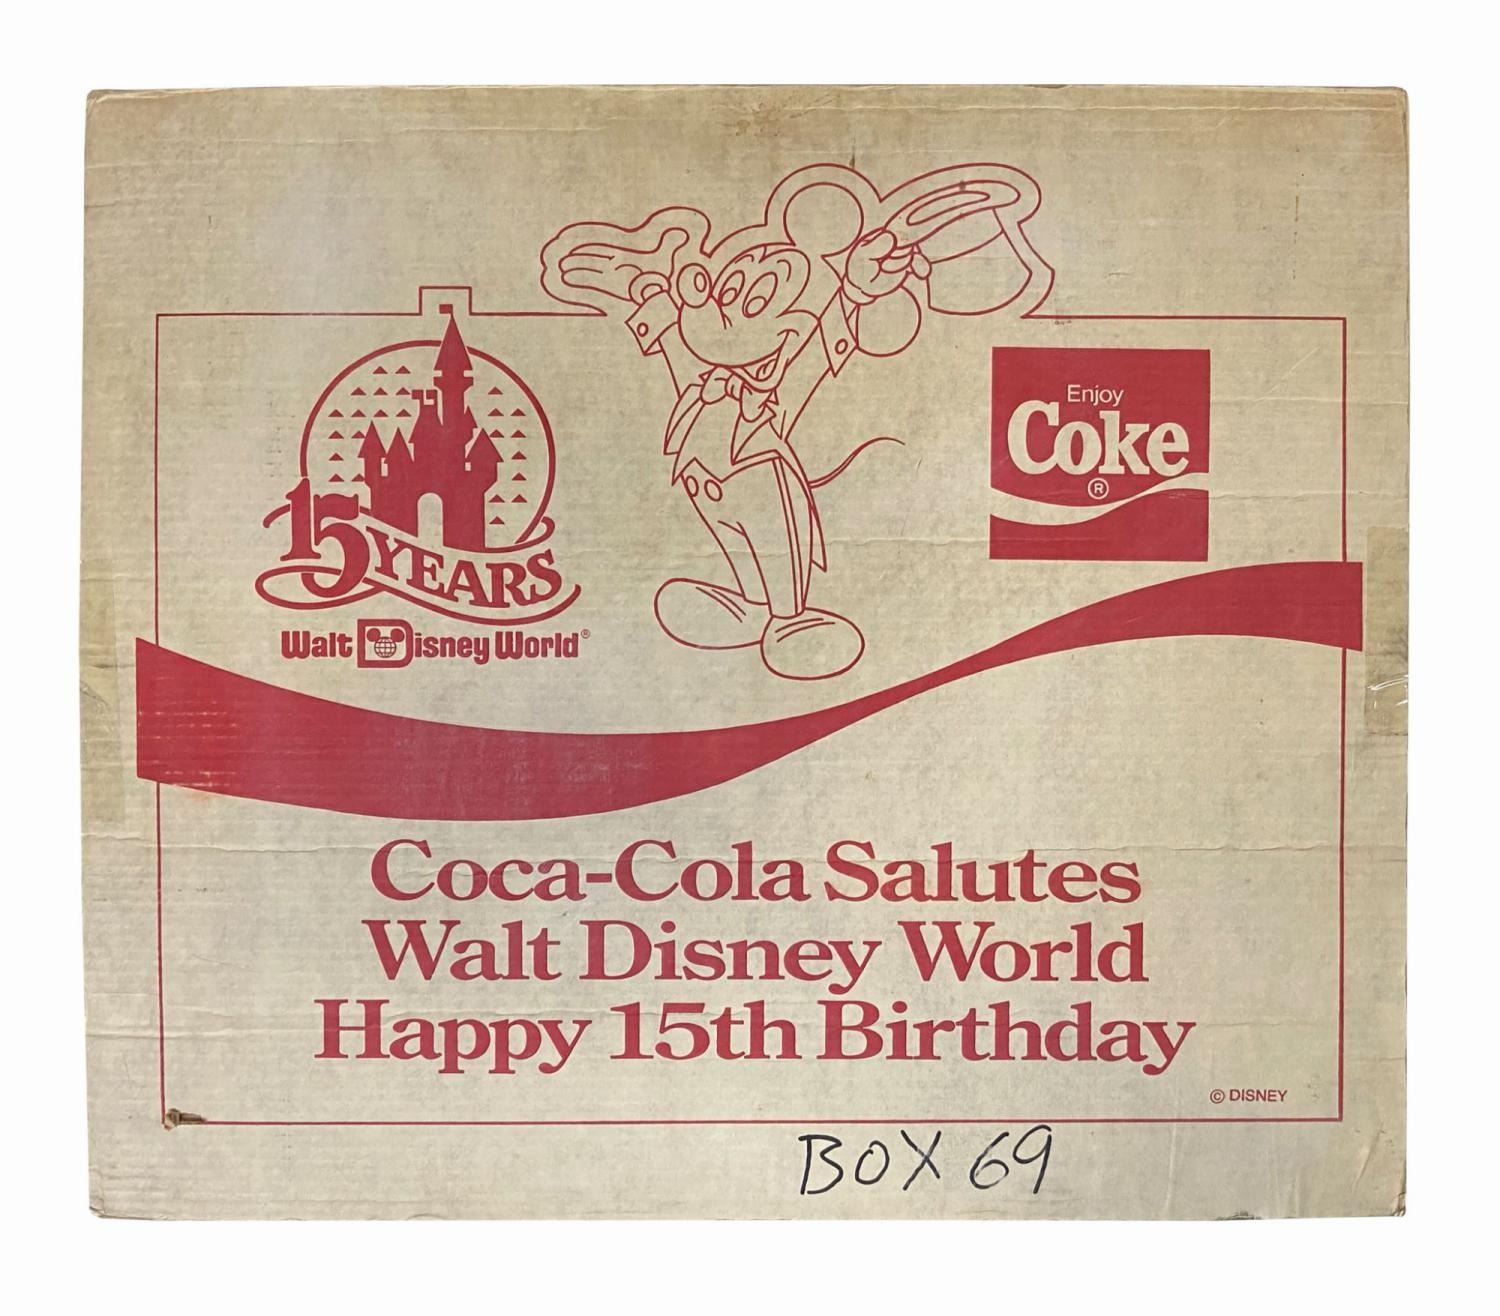 15 YEARS
Walt Disney World®
Enjoy
Coke
®
Coca-Cola Salutes
Walt Disney World
Happy 15th Birthday
© DISNEY
BOX 69